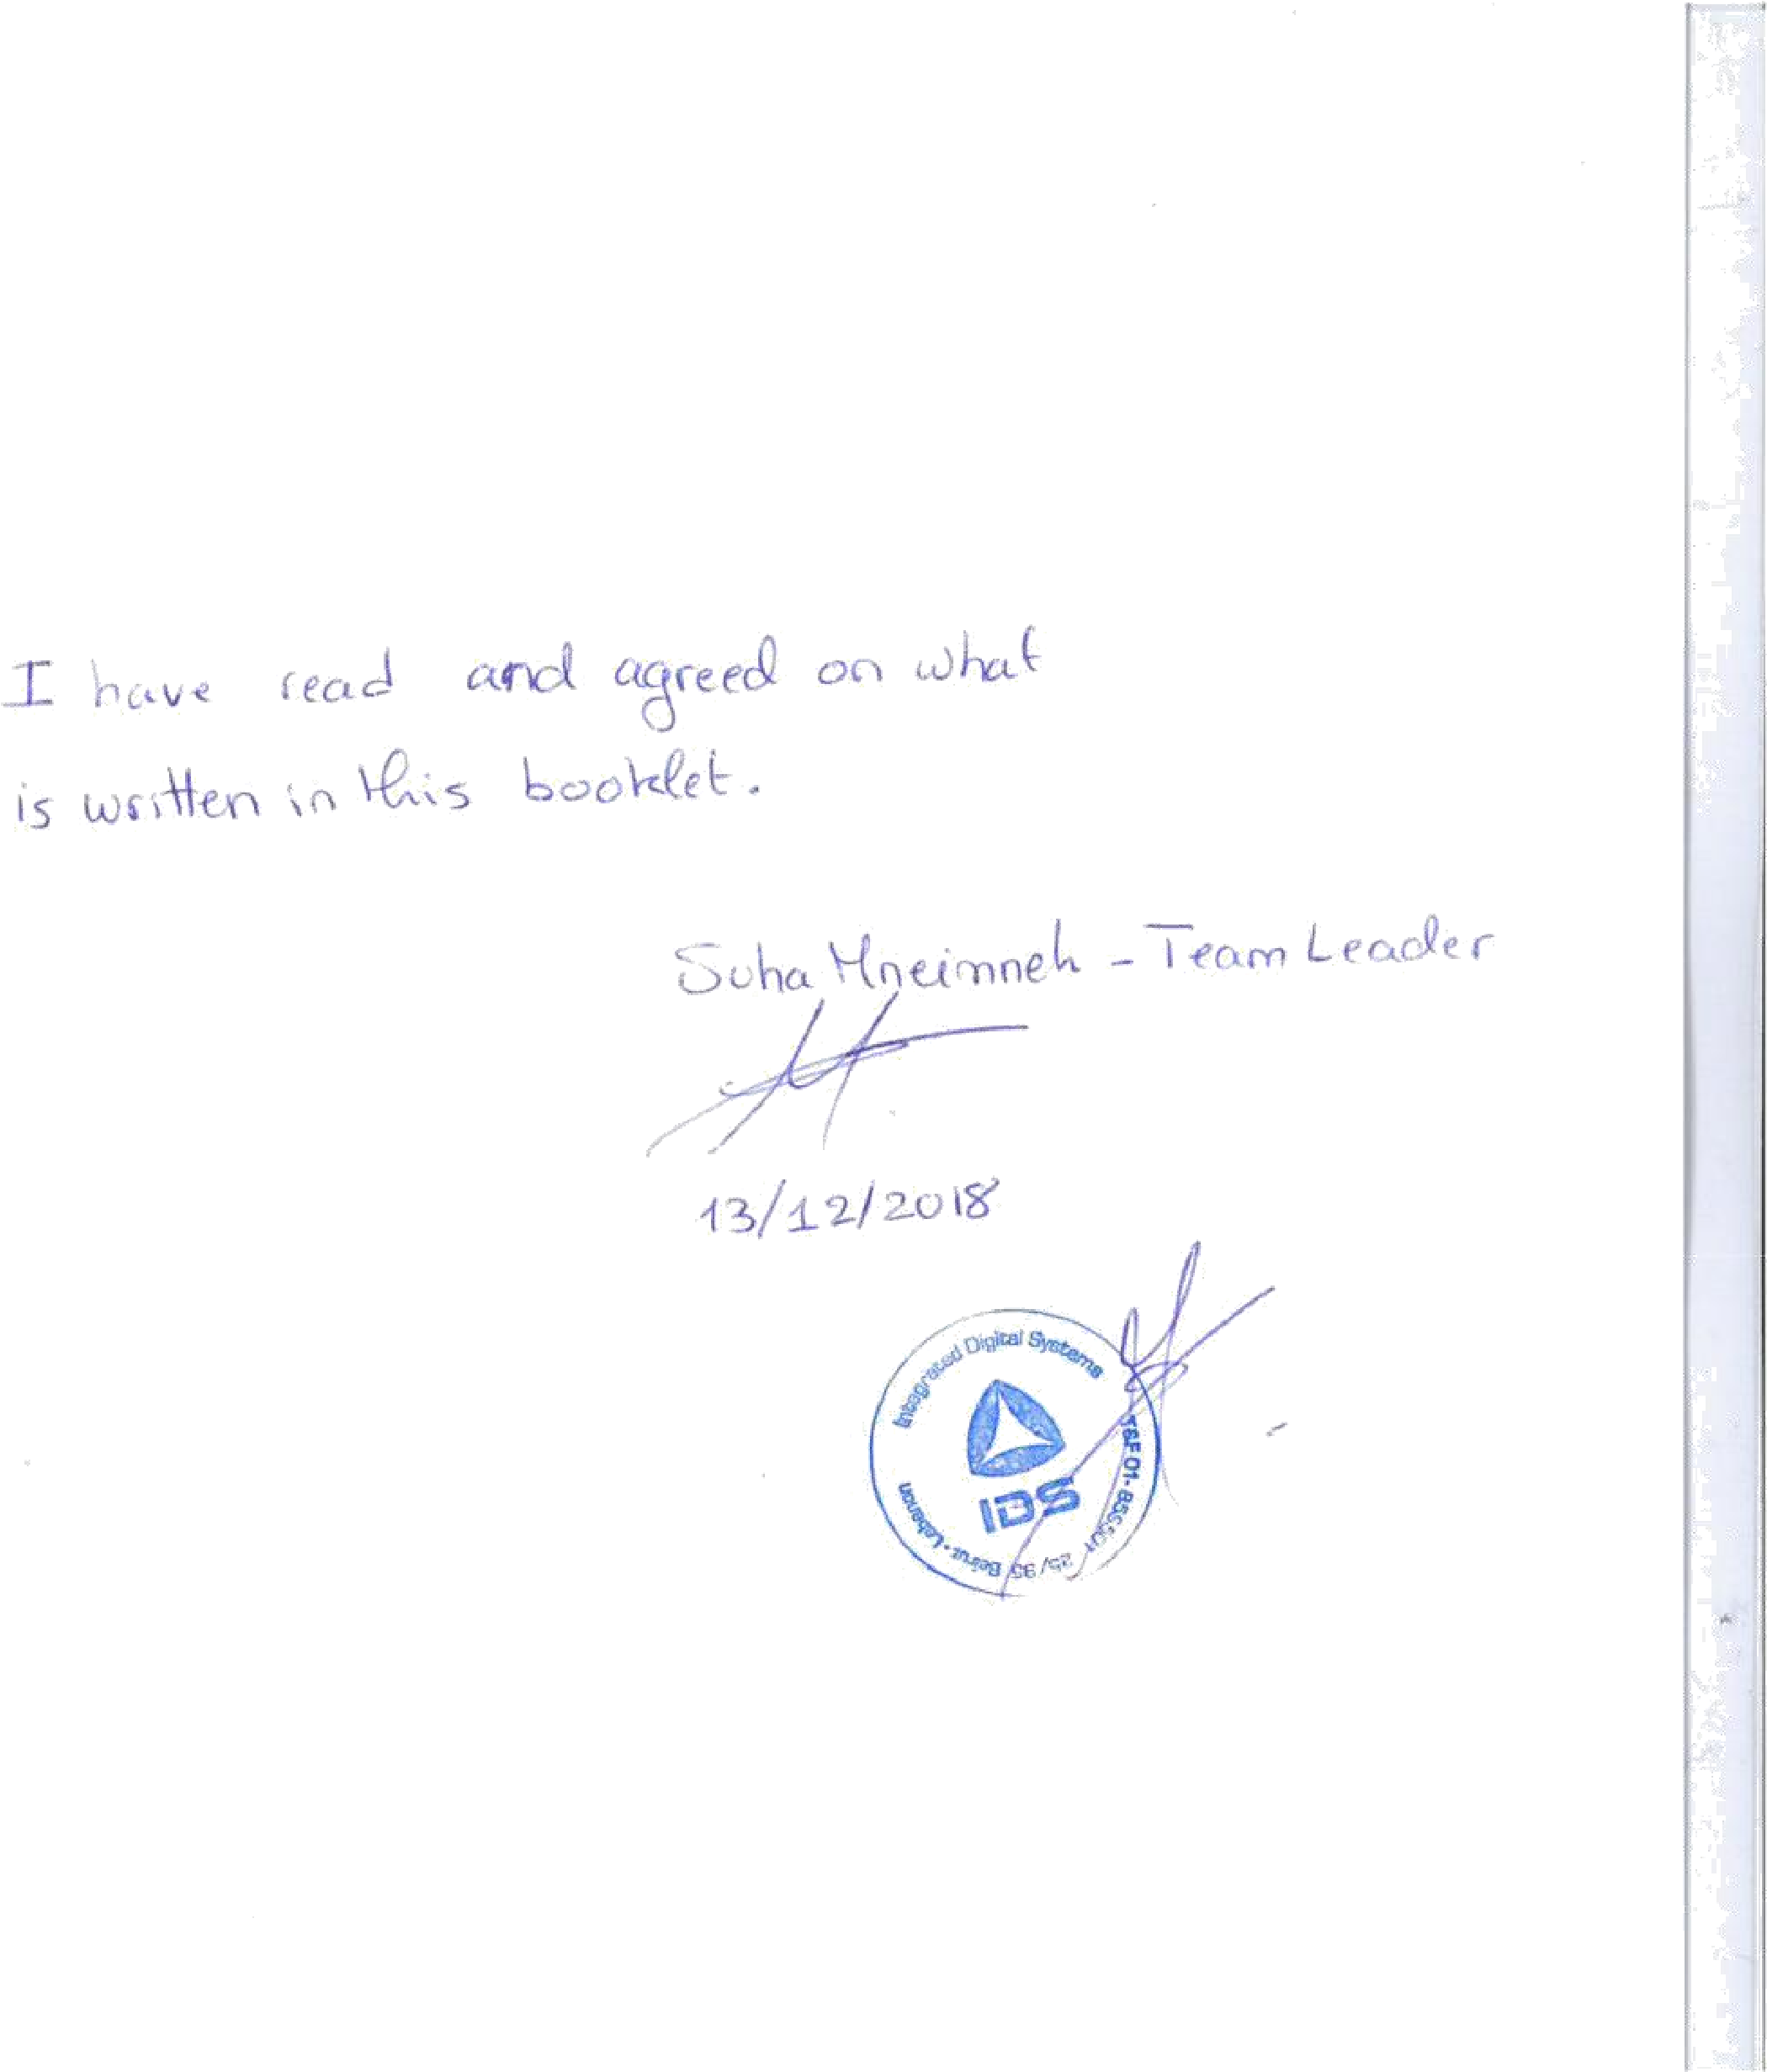 I have read and agreed on what
is written in this booklet.
Suha Mneimneh - Team Leader
13/12/2018
Integrated Digital Systems
IDS
Beirut - Lebanon